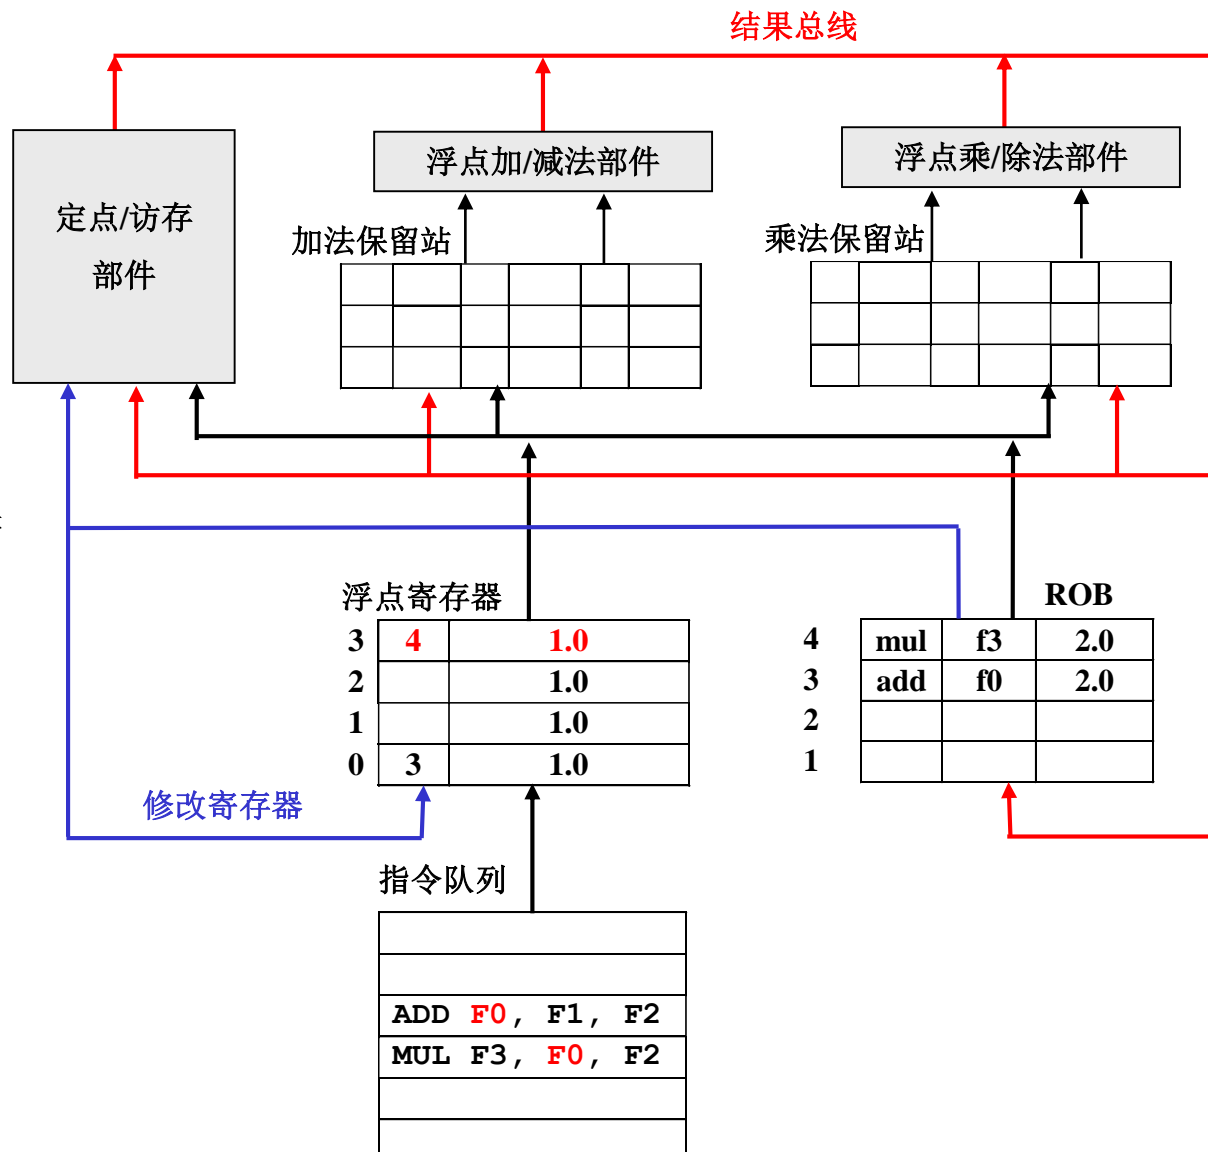 结果总线
浮点加/减法部件
浮点乘/除法部件
定点/访存
部件
加法保留站
乘法保留站
浮点寄存器
ROB
3 4 1.0
4 mul f3 2.0
2 1.0
3 add f0 2.0
1 1.0
2
0 3 1.0
1
修改寄存器
指令队列
ADD F0, F1, F2
MUL F3, F0, F2